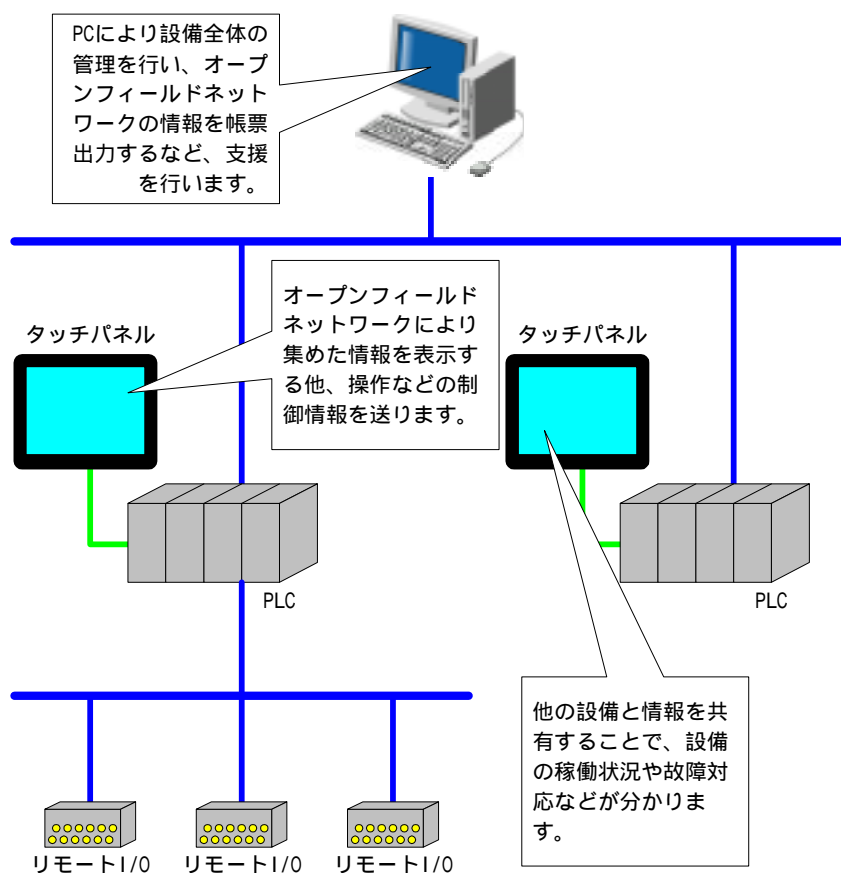 PCにより設備全体の
管理を行い、オープ
ンフィールドネット
ワークの情報を帳票
出力するなど、支援
を行います。
オープンフィールド
ネットワークにより
集めた情報を表示す
る他、操作などの制
御情報を送ります。
タッチパネル
タッチパネル
PLC
PLC
他の設備と情報を共
有することで、設備
の稼働状況や故障対
応などが分かりま
す。
リモートI/O
リモートI/O
リモートI/O